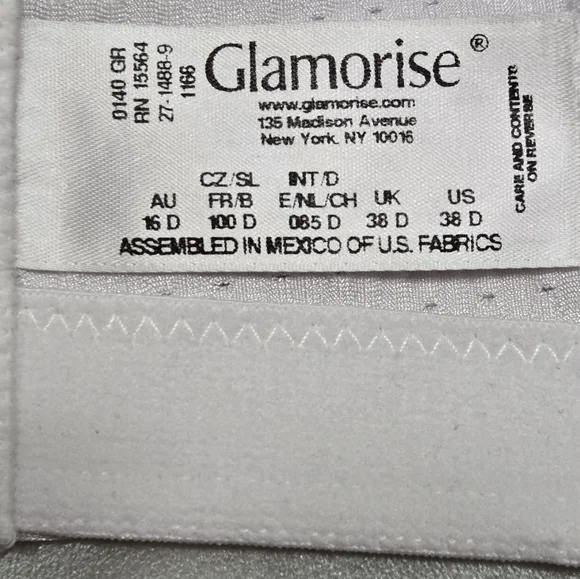 0140 GR
RN 15564
27-1488-9
1166
Glamorise®
www.glamorise.com
135 Madison Avenue
New York, NY 10016
CARE AND CONTENTS
ON REVERSE
CZ/SL INT/D
AU FR/B E/NL/CH UK US
16 D 100 D 085 D 38 D 38 D
ASSEMBLED IN MEXICO OF U.S. FABRICS